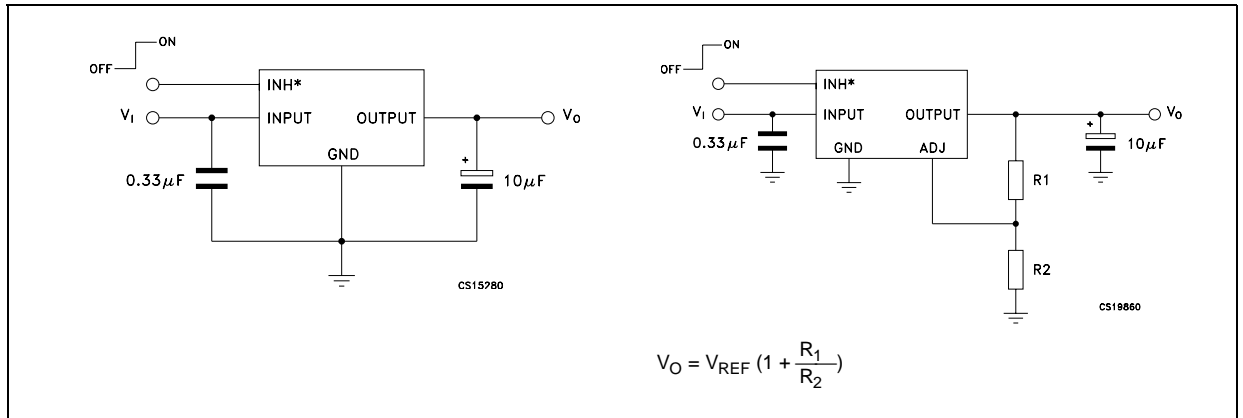 ON
OFF
INH*
V_I
INPUT
OUTPUT
V_O
GND
0.33μF
+
10μF
CS15280
ON
OFF
INH*
V_I
INPUT
OUTPUT
V_O
0.33μF
GND
ADJ
+
10μF
R1
R2
CS19860
V_O = V_REF (1 + R_1/R_2)